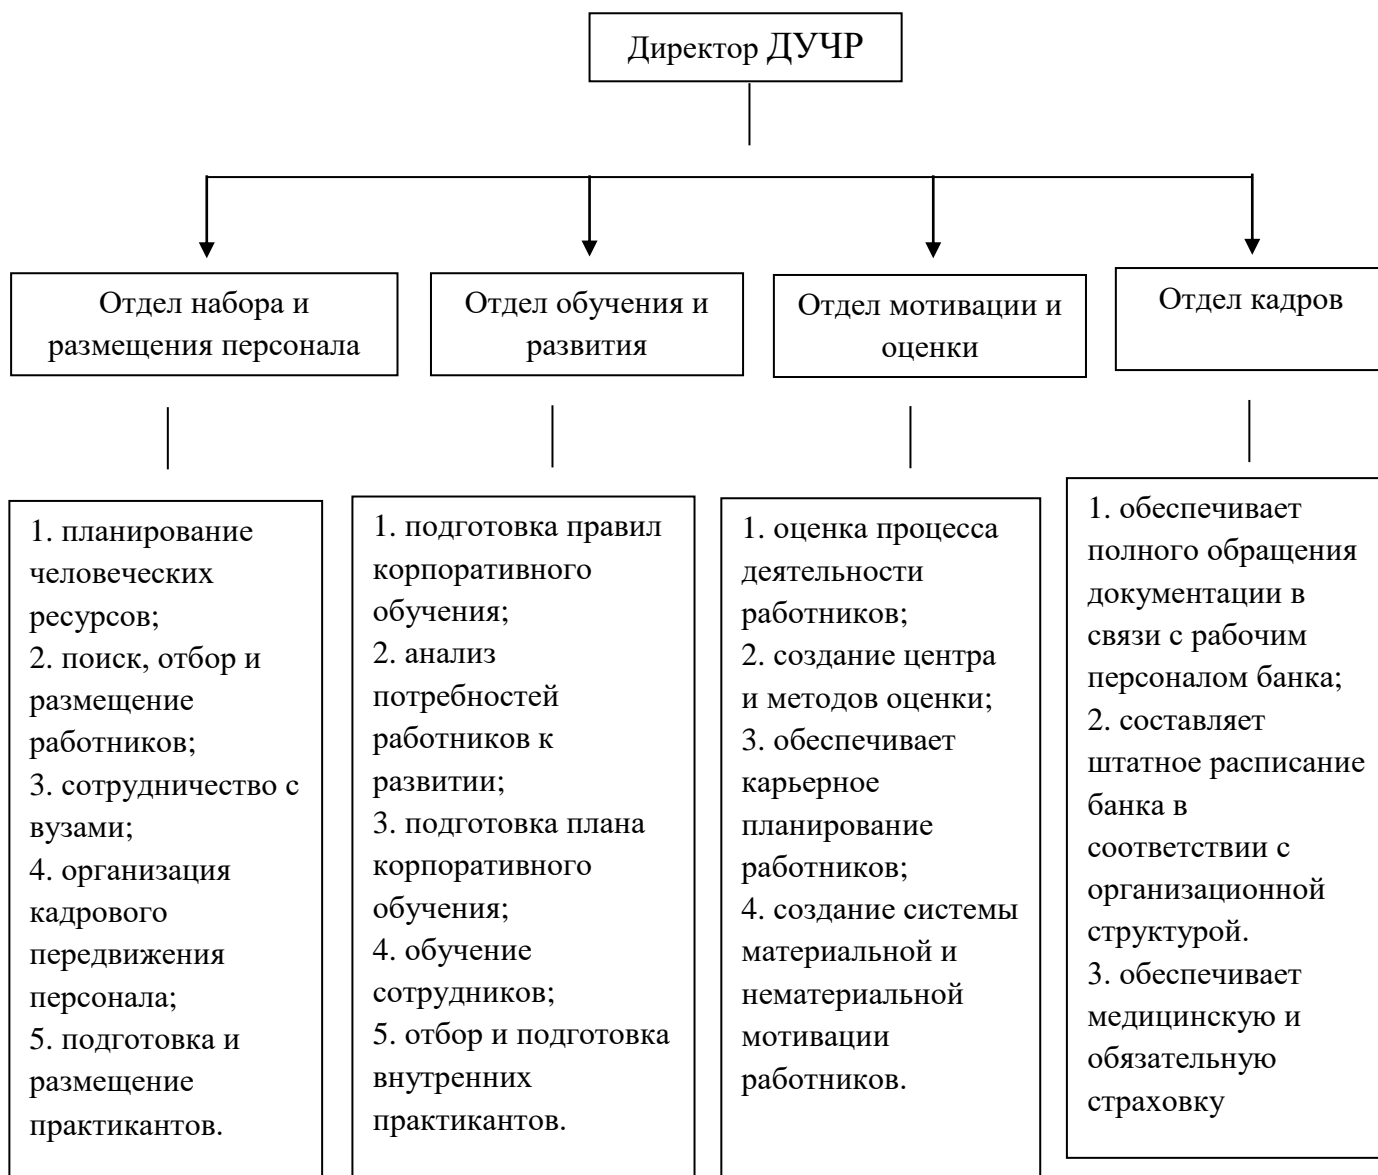 Директор ДУЧР
Отдел набора и
размещения персонала
Отдел обучения и
развития
Отдел мотивации и
оценки
Отдел кадров
1. планирование
человеческих
ресурсов;
2. поиск, отбор и
размещение
работников;
3. сотрудничество с
вузами;
4. организация
кадрового
передвижения
персонала;
5. подготовка и
размещение
практикантов.
1. подготовка правил
корпоративного
обучения;
2. анализ
потребностей
работников к
развитии;
3. подготовка плана
корпоративного
обучения;
4. обучение
сотрудников;
5. отбор и подготовка
внутренних
практикантов.
1. оценка процесса
деятельности
работников;
2. создание центра
и методов оценки;
3. обеспечивает
карьерное
планирование
работников;
4. создание системы
материальной и
нематериальной
мотивации
работников.
1. обеспечивает
полного обращения
документации в
связи с рабочим
персоналом банка;
2. составляет
штатное расписание
банка в
соответствии с
организационной
структурой.
3. обеспечивает
медицинскую и
обязательную
страховку